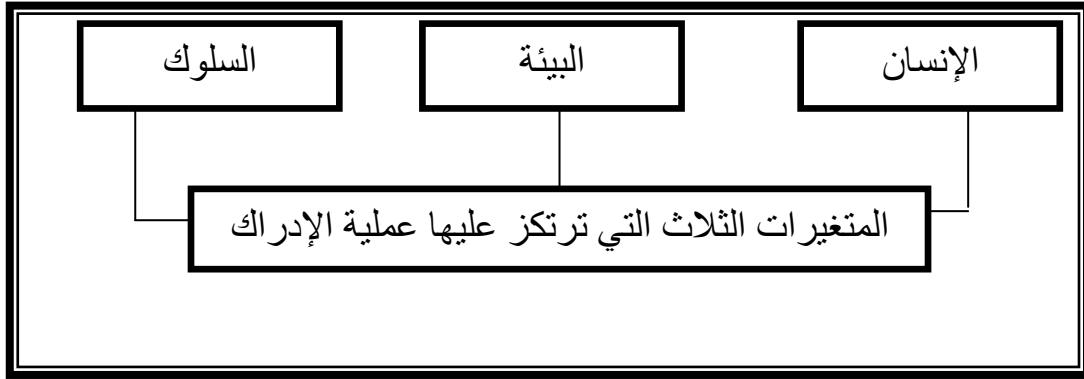 الإنسان
البيئة
السلوك
المتغيرات الثلاث التي ترتكز عليها عملية الإدراك